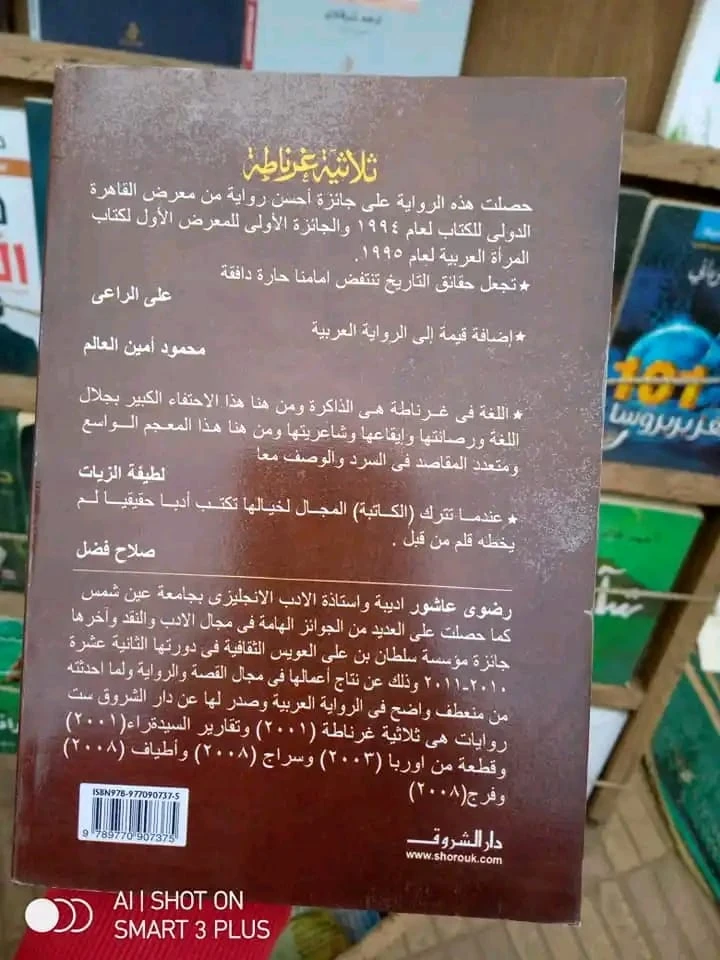 ثلاثية غرناطة
حصلت هذه الرواية على جائزة أحسن رواية من معرض القاهرة
الدولى للكتاب لعام ١٩٩٤ والجائزة الأولى للمعرض الأول لكتاب
المرأة العربية لعام ١٩٩٥.
★ تجعل حقائق التاريخ تنتفض امامنا حارة دافقة
على الراعى
★ إضافة قيمة إلى الرواية العربية
محمود أمين العالم
★ اللغة فى غرناطة هى الذاكرة ومن هنا هذا الاحتفاء الكبير بجلال
اللغة ورصانتها وإيقاعها وشاعريتها ومن هنا هذا المعجم الواسع
ومتعدد المقاصد فى السرد والوصف معا
لطيفة الزيات
★ عندما تترك (الكاتبة) المجال لخيالها تكتب أدبا حقيقيا لم
يخطه قلم من قبل .
صلاح فضل
رضوى عاشور اديبة واستاذة الادب الانجليزى بجامعة عين شمس
كما حصلت على العديد من الجوائز الهامة فى مجال الادب والنقد وآخرها
جائزة مؤسسة سلطان بن على العويس الثقافية فى دورتها الثانية عشرة
٢٠١٠-٢٠١١ وذلك عن نتاج أعمالها فى مجال القصة والرواية ولما احدثته
من منعطف واضح فى الرواية العربية وصدر لها عن دار الشروق ست
روايات هى ثلاثية غرناطة (٢٠٠١) وتقارير السيدةراء(٢٠٠١)
وقطعة من اوربا (٢٠٠٣) وسراج (٢٠٠٨) وأطياف (٢٠٠٨)
وفرج(٢٠٠٨)
ISBN978-977090737-5
9 789770 907375
دار الشروق
www.shorouk.com
101
AI | SHOT ON
SMART 3 PLUS